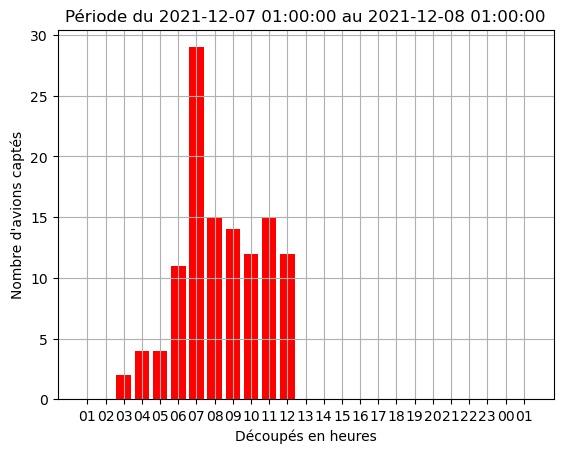 Période du 2021-12-07 01:00:00 au 2021-12-08 01:00:00
30
25
20
15
10
5
0
Nombre d'avions captés
01 02 03 04 05 06 07 08 09 10 11 12 13 14 15 16 17 18 19 20 21 22 23 00 01
Découpés en heures